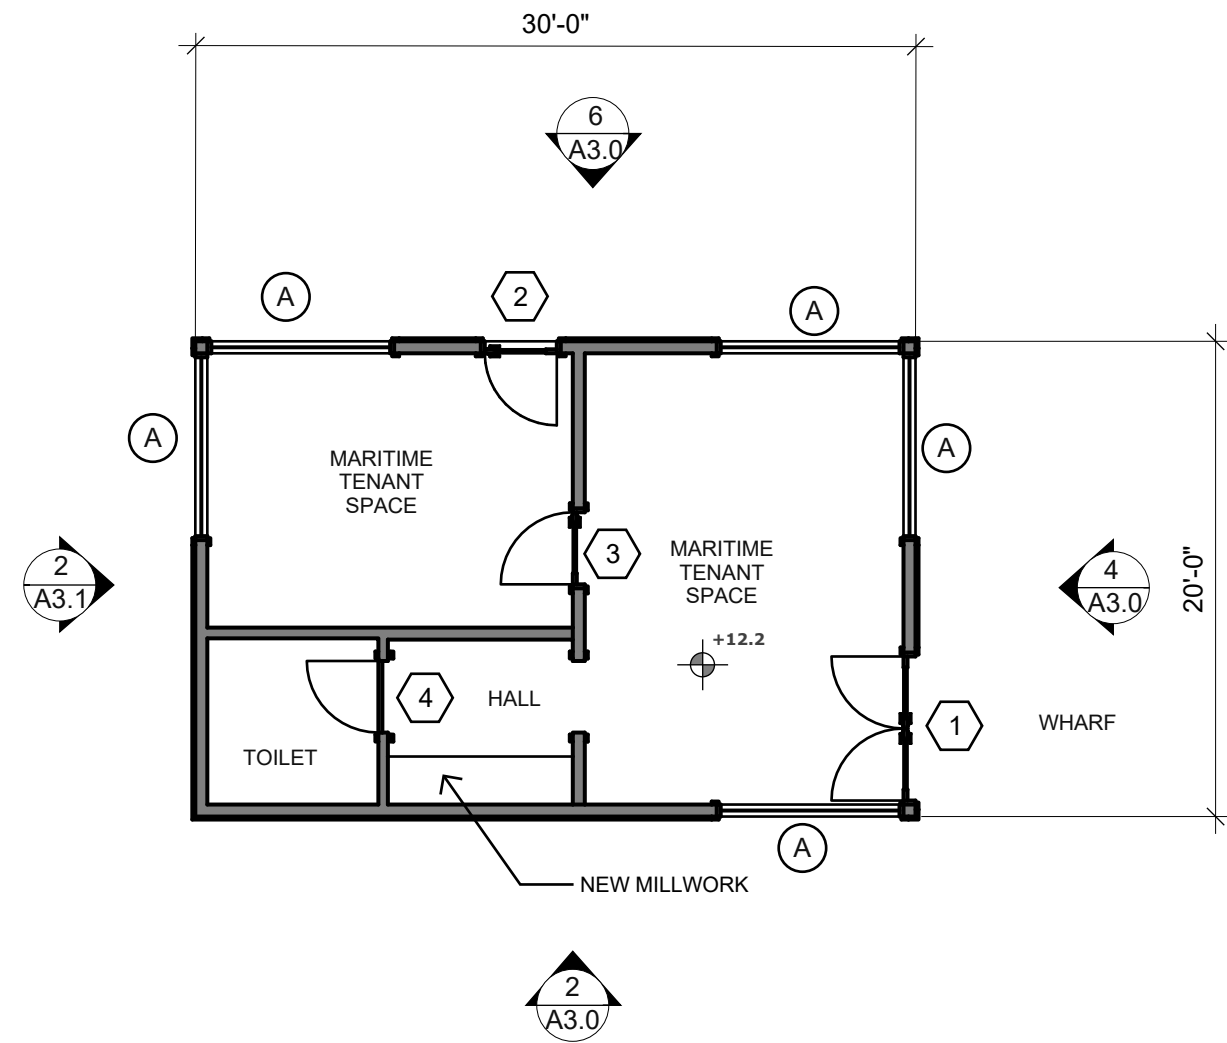 30'-0"
6
A3.0
A
2
A
A
A
MARITIME
TENANT
SPACE
3
MARITIME
TENANT
SPACE
2
A3.1
4
A3.0
20'-0"
+12.2
4
HALL
1
WHARF
TOILET
A
NEW MILLWORK
2
A3.0